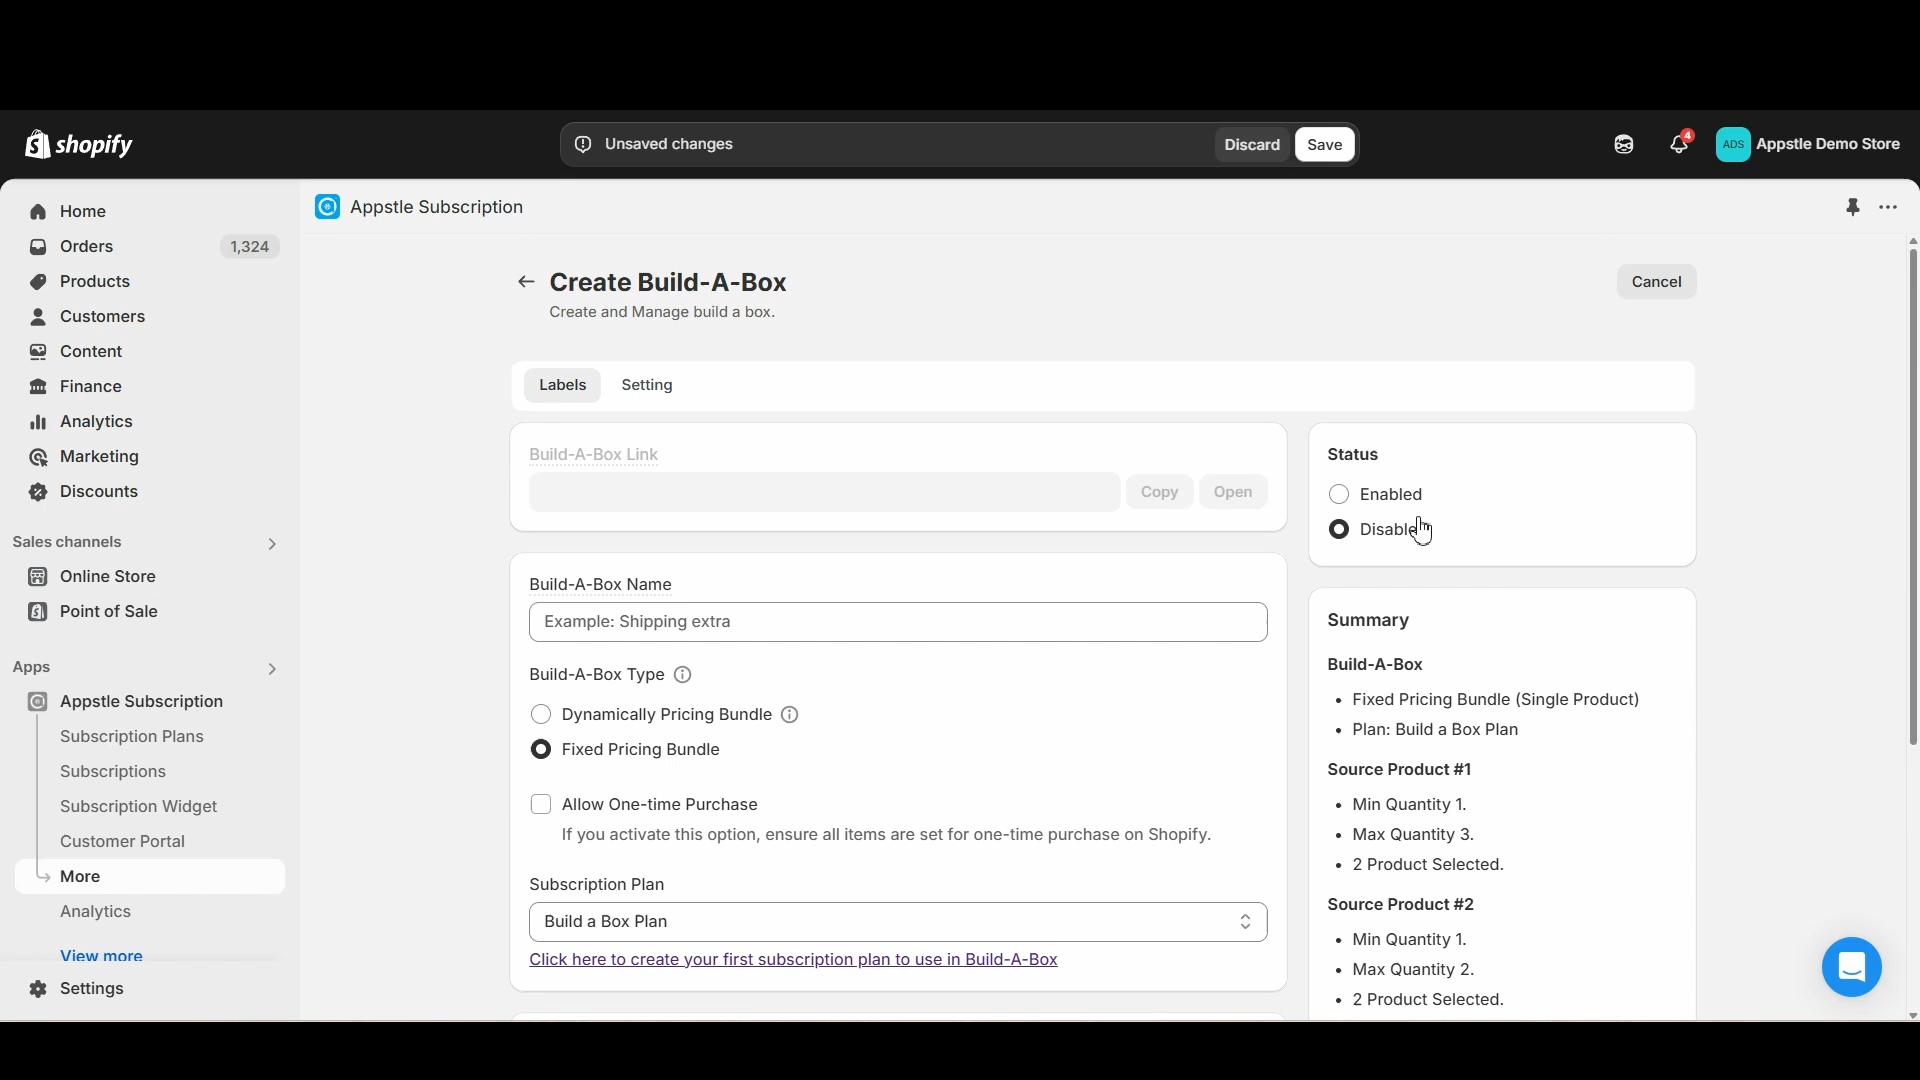 shopify
Unsaved changes
Discard
Save
4
ADS
Appstle Demo Store
Home
Orders
1,324
Products
Customers
Content
Finance
Analytics
Marketing
Discounts
Sales channels
Online Store
Point of Sale
Apps
Appstle Subscription
Subscription Plans
Subscriptions
Subscription Widget
Customer Portal
More
Analytics
View more
Settings
Appstle Subscription
Create Build-A-Box
Create and Manage build a box.
Cancel
Labels
Setting
Build-A-Box Link
Copy
Open
Build-A-Box Name
Example: Shipping extra
Build-A-Box Type
Dynamically Pricing Bundle
Fixed Pricing Bundle
Allow One-time Purchase
If you activate this option, ensure all items are set for one-time purchase on Shopify.
Subscription Plan
Build a Box Plan
Click here to create your first subscription plan to use in Build-A-Box
Status
Enabled
Disable
Summary
Build-A-Box
• Fixed Pricing Bundle (Single Product)
• Plan: Build a Box Plan
Source Product #1
• Min Quantity 1.
• Max Quantity 3.
• 2 Product Selected.
Source Product #2
• Min Quantity 1.
• Max Quantity 2.
• 2 Product Selected.